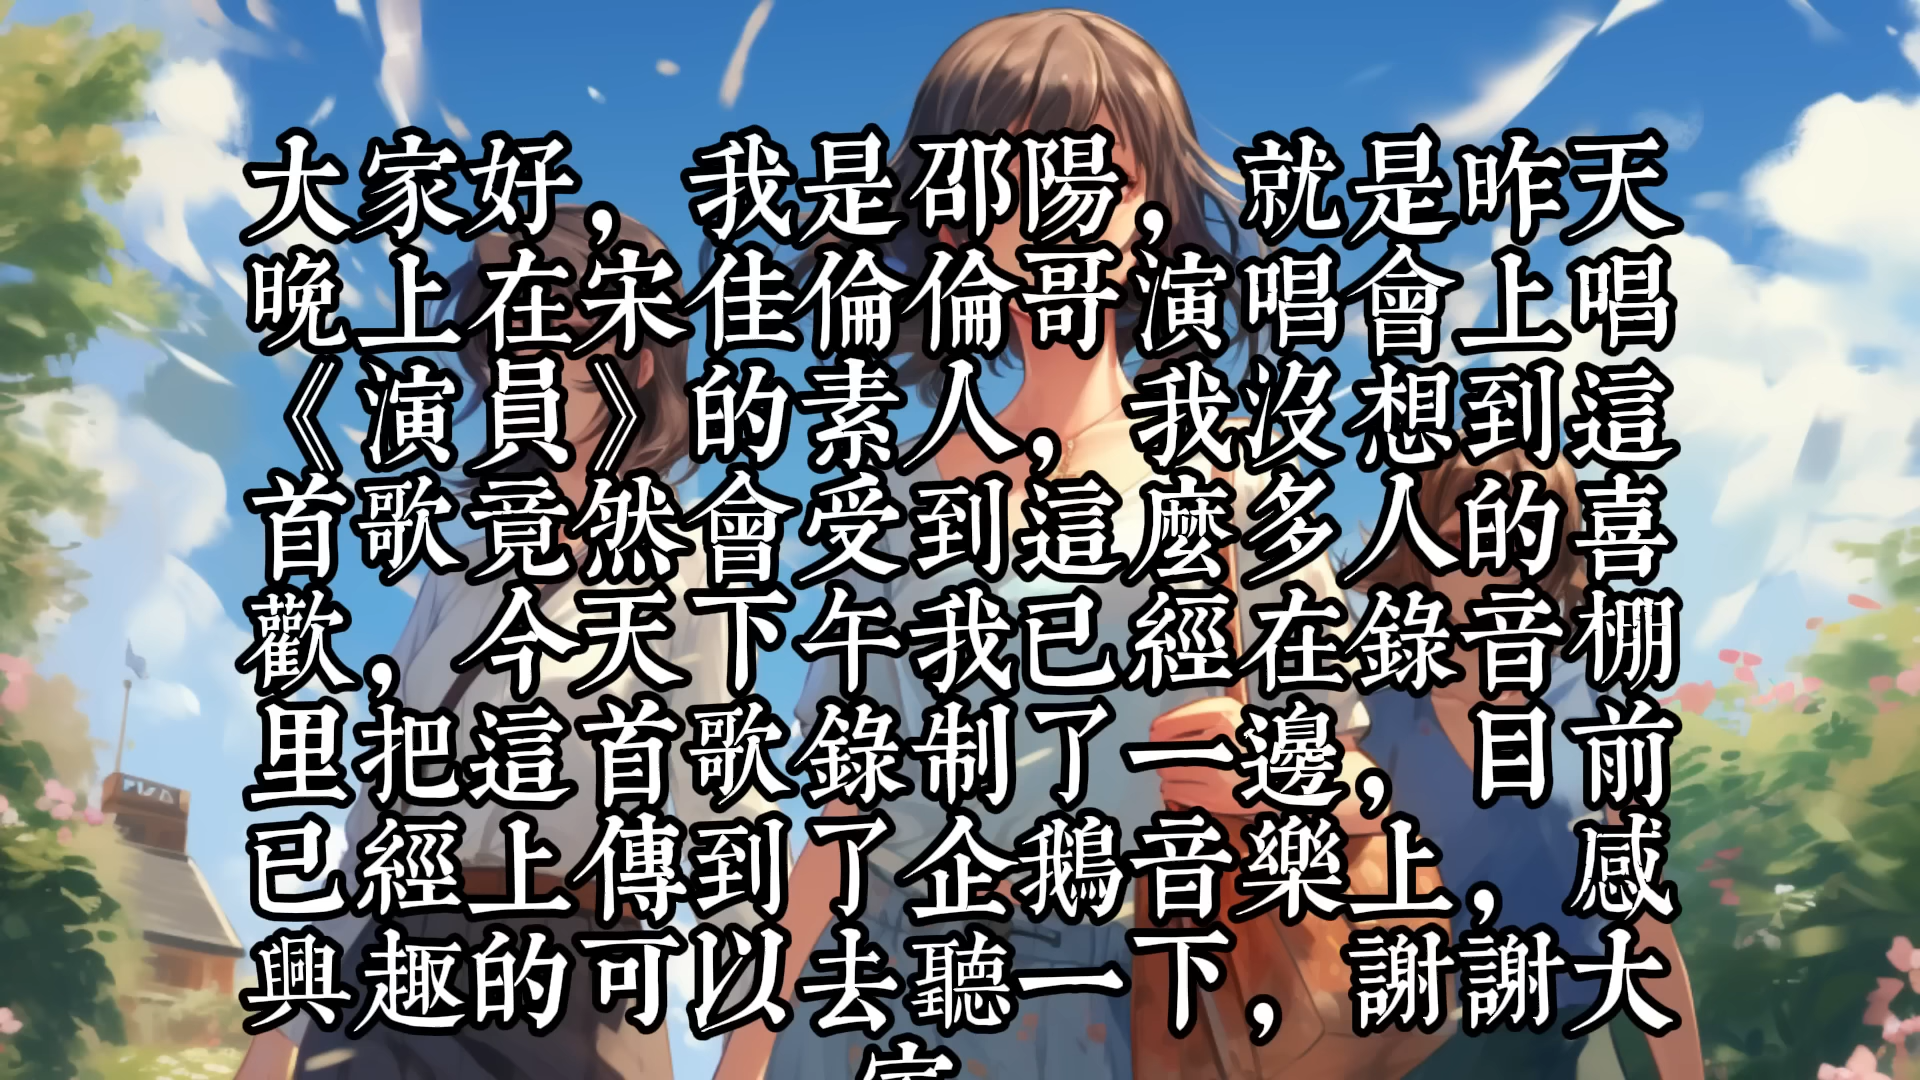 大家好，我是邵陽，就是昨天
晚上在宋佳倫倫哥演唱會上唱
《演員》的素人，我沒想到這
首歌竟然會受到這麼多人的喜
歡，今天下午我已經在錄音棚
里把這首歌錄制了一邊，目前
已經上傳到了企鵝音樂上，感
興趣的可以去聽一下，謝謝大
家